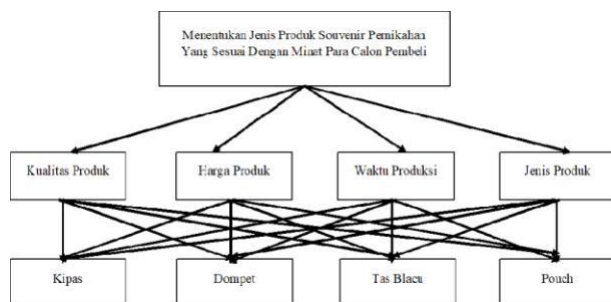 Menentukan Jenis Produk Souvenir Pernikahan
Yang Sesuai Dengan Minat Para Calon Pembeli
Kualitas Produk
Harga Produk
Waktu Produksi
Jenis Produk
Kipas
Dompet
Tas Blacu
Pouch